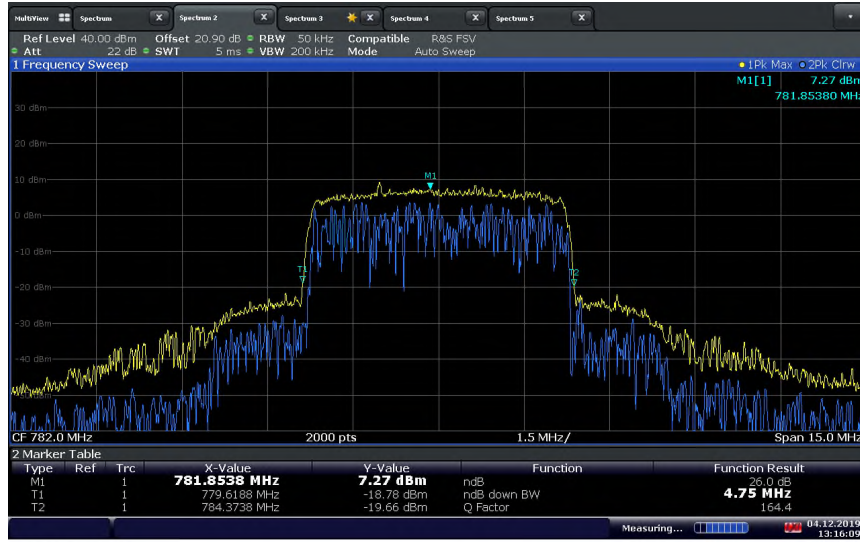 MultiView Spectrum X Spectrum 2 X Spectrum 3 X Spectrum 4 X Spectrum 5 X
Ref Level 40.00 dBm Offset 20.90 dB RBW 50 kHz Compatible R&S FSV
Att 22 dB SWT 5 ms VBW 200 kHz Mode Auto Sweep
1 Frequency Sweep 1Pk Max 2Pk Clrw
M1[1] 7.27 dBm
781.85380 MHz
30 dBm
20 dBm
10 dBm
M1
0 dBm
-10 dBm
T1
T2
-20 dBm
-30 dBm
-40 dBm
CF 782.0 MHz 2000 pts 1.5 MHz/ Span 15.0 MHz
2 Marker Table
Type Ref Trc X-Value Y-Value Function Function Result
M1 1 781.8538 MHz 7.27 dBm ndB 26.0 dB
T1 1 779.6188 MHz -18.78 dBm ndB down BW 4.75 MHz
T2 1 784.3738 MHz -19.66 dBm Q Factor 164.4
Measuring... 04.12.2019
13:16:09